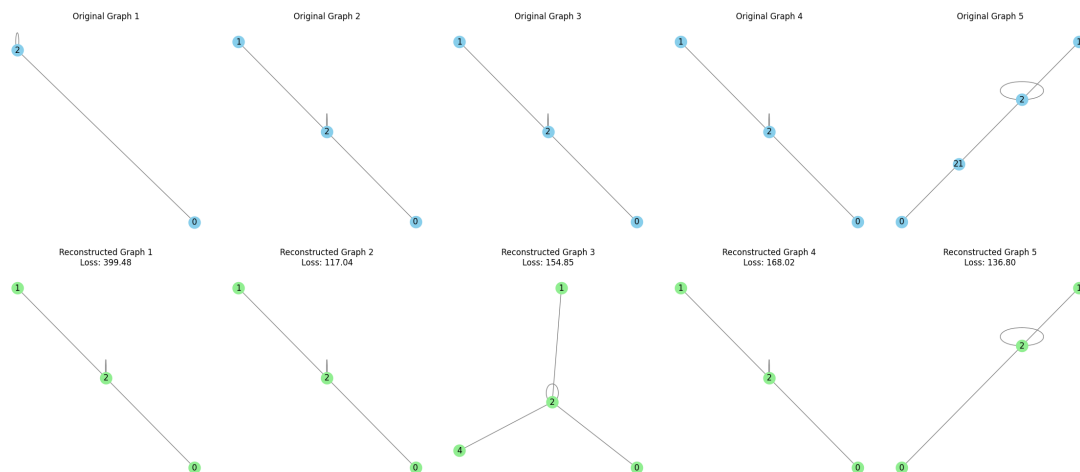 Original Graph 1
Original Graph 2
Original Graph 3
Original Graph 4
Original Graph 5
2
0
1
2
0
1
2
0
1
2
0
1
2
21
0
Reconstructed Graph 1
Loss: 399.48
Reconstructed Graph 2
Loss: 117.04
Reconstructed Graph 3
Loss: 154.85
Reconstructed Graph 4
Loss: 168.02
Reconstructed Graph 5
Loss: 136.80
1
2
0
1
2
0
1
2
4
0
1
2
0
1
2
0